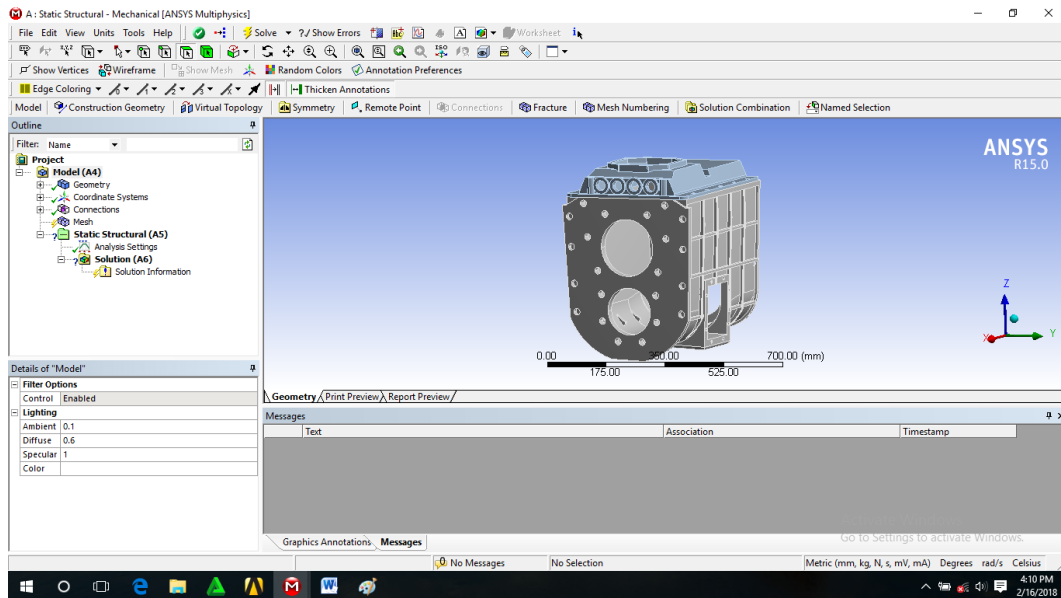 A : Static Structural - Mechanical [ANSYS Multiphysics]
File Edit View Units Tools Help Solve ?/ Show Errors A Worksheet
Show Vertices Wireframe Show Mesh Random Colors Annotation Preferences
Edge Coloring Thicken Annotations
Model Construction Geometry Virtual Topology Symmetry Remote Point Connections Fracture Mesh Numbering Solution Combination Named Selection
Outline
Filter: Name
Project
Model (A4)
Geometry
Coordinate Systems
Connections
Mesh
Static Structural (A5)
Analysis Settings
Solution (A6)
Solution Information
ANSYS
R15.0
Z
X
Y
0.00 350.00 700.00 (mm)
175.00 525.00
Details of "Model"
Filter Options
Control Enabled
Lighting
Ambient 0.1
Diffuse 0.6
Specular 1
Color
Geometry Print Preview Report Preview
Messages
Text Association Timestamp
Graphics Annotations Messages
Go to Settings to activate Windows.
No Messages No Selection Metric (mm, kg, N, s, mV, mA) Degrees rad/s Celsius
4:10 PM
2/16/2018